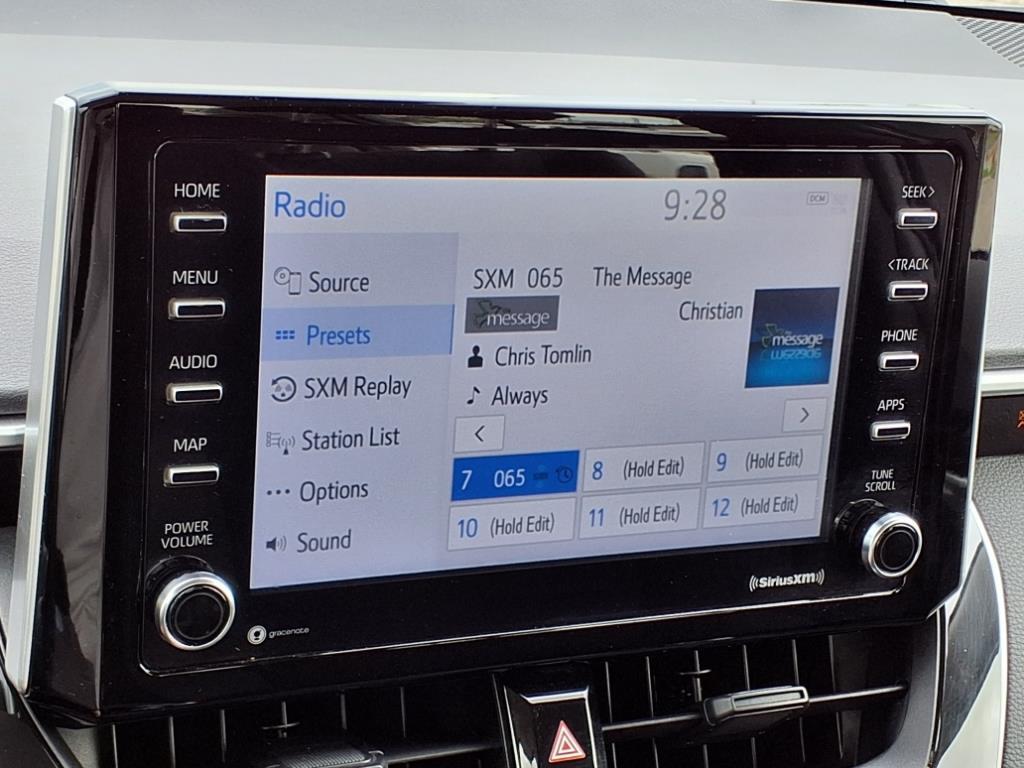 HOME
MENU
AUDIO
MAP
POWER
VOLUME
gracenote
Radio
9:28
DCM
Source
Presets
SXM Replay
Station List
Options
Sound
SXM 065 The Message
message
Christian
message
Chris Tomlin
Always
<
>
7 065
8 (Hold Edit)
9 (Hold Edit)
10 (Hold Edit)
11 (Hold Edit)
12 (Hold Edit)
SEEK>
<TRACK
PHONE
APPS
TUNE
SCROLL
((SiriusXM))